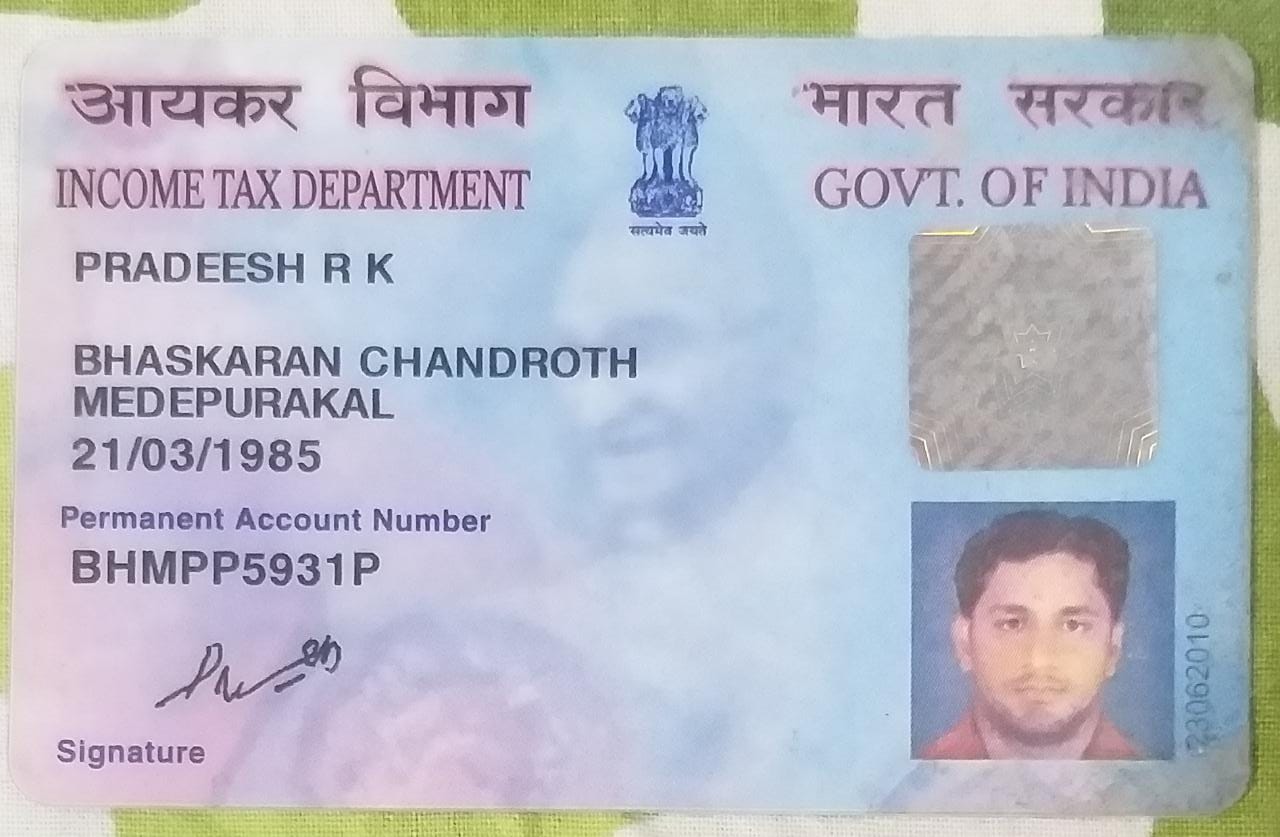 आयकर विभाग
भारत सरकार
INCOME TAX DEPARTMENT
GOVT. OF INDIA
सत्यमेव जयते
PRADEESH R K
BHASKARAN CHANDROTH
MEDEPURAKAL
21/03/1985
Permanent Account Number
BHMPP5931P
Signature
23062010